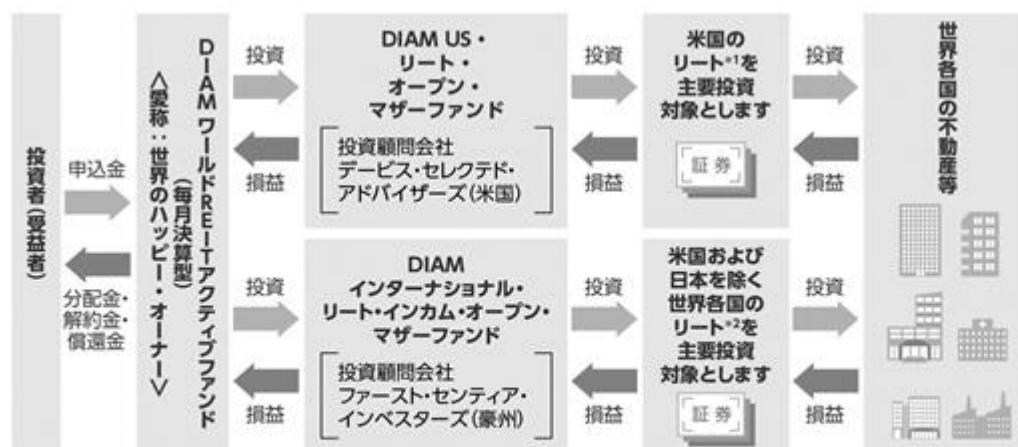 投資者(受益者)
申込金
分配金・
解約金・
償還金
DIAMワールドREITアクティブファンド
(毎月決算型)
<愛称:世界のハッピー・オーナー>
投資
損益
DIAM US・
リート・
オープン・
マザーファンド
投資顧問会社
デービス・セレクテド・
アドバイザーズ(米国)
投資
損益
米国の
リート*1を
主要投資
対象とします
証券
投資
損益
投資
損益
DIAM
インターナショナル・
リート・インカム・オープン・
マザーファンド
投資顧問会社
ファースト・センティア・
インベスターズ(豪州)
投資
損益
米国および
日本を除く
世界各国の
リート*2を
主要投資
対象とします
証券
投資
損益
世界各国の不動産等